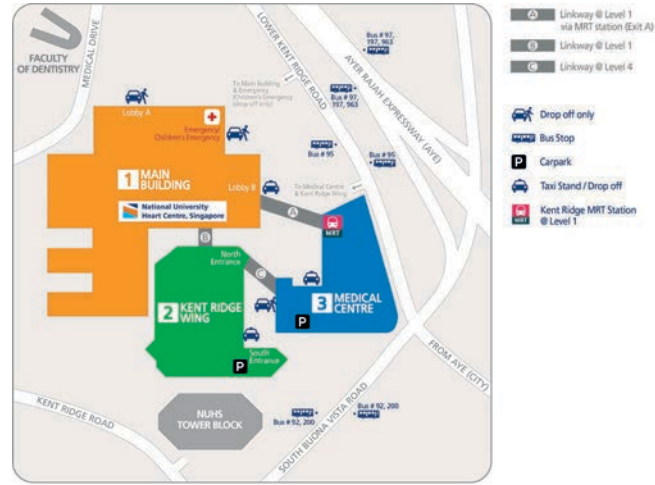 FACULTY
OF DENTISTRY
MEDICAL DRIVE
LOWER KENT RIDGE ROAD
AYER RAJAH EXPRESSWAY (AYE)
Bus # 97,
197, 963
To Main Building
& Emergency
(Children's Emergency
drop off only)
Bus # 97,
197, 963
Lobby A
Emergency/
Children's Emergency
Bus # 95
Bus # 95
1 MAIN
BUILDING
Lobby B
To Medical Centre
& Kent Ridge Wing
National University
Heart Centre, Singapore
A
MRT
B
North
Entrance
C
2 KENT RIDGE
WING
3 MEDICAL
CENTRE
P
P
South
Entrance
FROM AYE (CITY)
NUHS
TOWER BLOCK
KENT RIDGE ROAD
Bus # 92, 200
Bus # 92, 200
SOUTH BUONA VISTA ROAD
A Linkway @ Level 1
via MRT station (Exit A)
B Linkway @ Level 1
C Linkway @ Level 4
Drop off only
Bus Stop
P Carpark
Taxi Stand / Drop off
MRT Kent Ridge MRT Station
@ Level 1